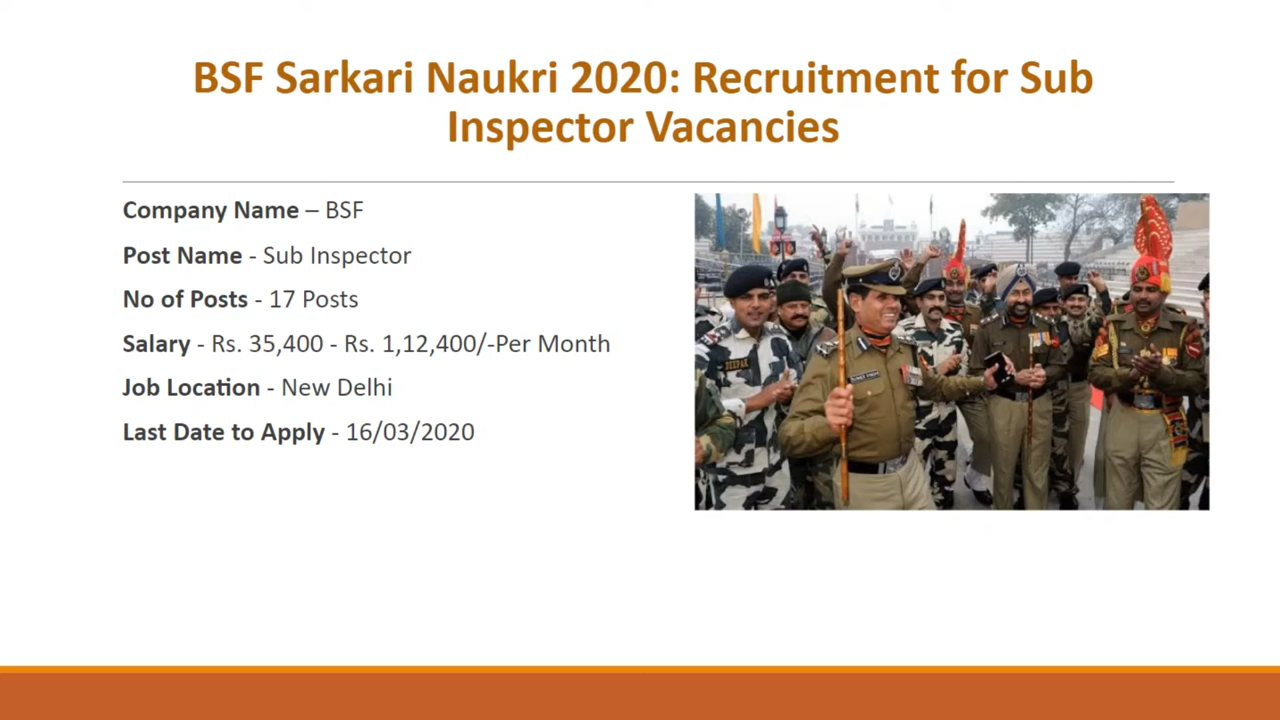 BSF Sarkari Naukri 2020: Recruitment for Sub
Inspector Vacancies
Company Name – BSF
Post Name - Sub Inspector
No of Posts - 17 Posts
Salary - Rs. 35,400 - Rs. 1,12,400/-Per Month
Job Location - New Delhi
Last Date to Apply - 16/03/2020
DEEPAK